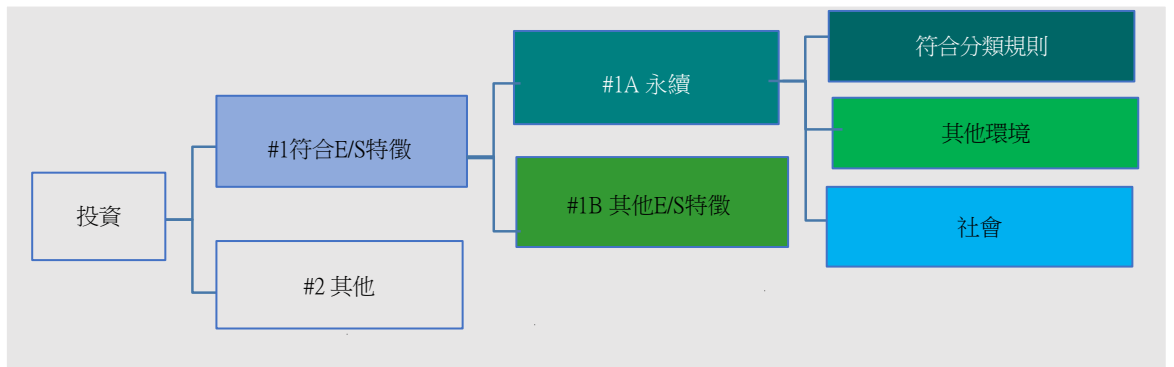 投資
#1符合E/S特徵
#2 其他
#1A 永續
#1B 其他E/S特徵
符合分類規則
其他環境
社會